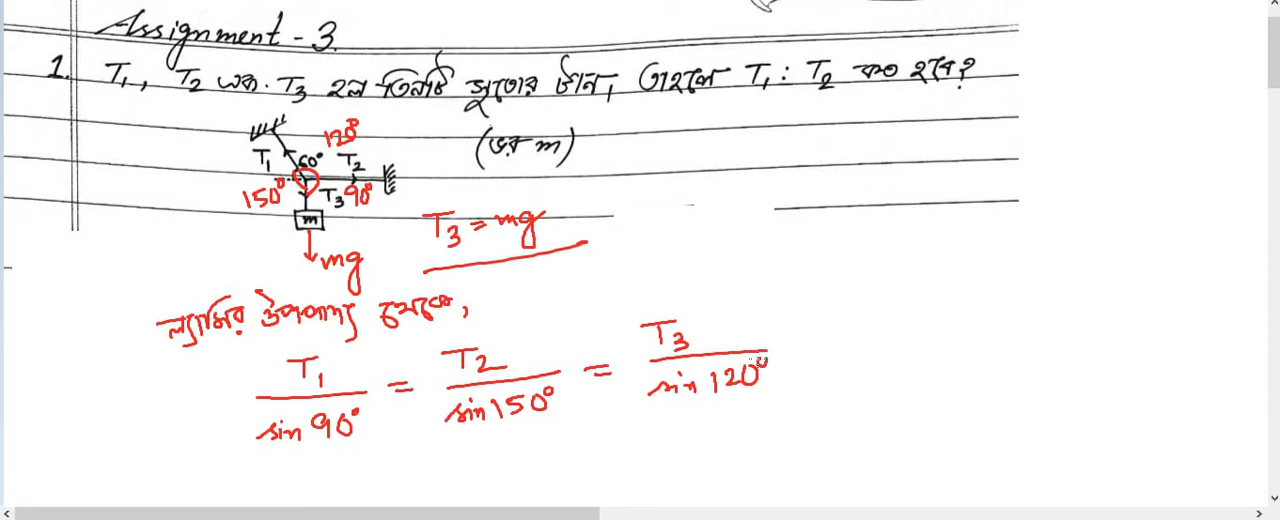 Assignment - 3
1. T₁, T₂ এবং T₃ হল তিনটি সুতোর টান, তাহলে T₁ : T₂ কত হবে?
(ভর m)
120°
T₁ 60° T₂
150° T₃ 90°
m
T₃ = mg
mg
ল্যামির উপপাদ্য থেকে,
T₁/sin 90° = T₂/sin 150° = T₃/sin 120°